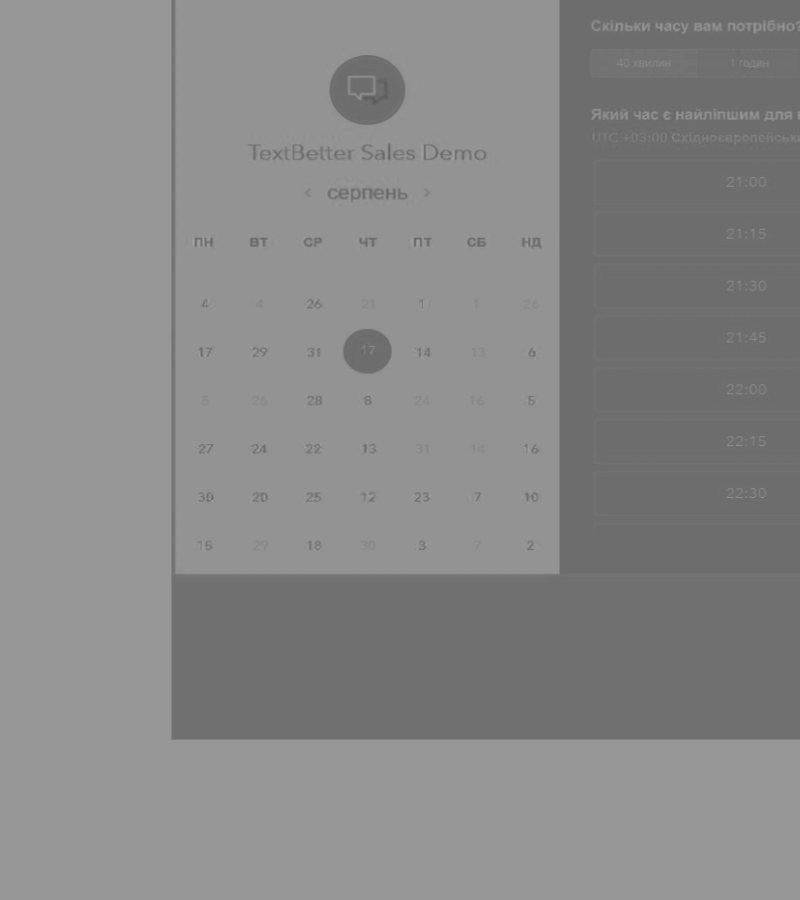 TextBetter Sales Demo
‹ серпень ›
ПН ВТ СР ЧТ ПТ СБ НД
4 4 26 21 1 1 26
17 29 31 17 14 13 6
5 26 28 8 24 16 5
27 24 22 13 31 14 16
30 20 25 12 23 7 10
15 29 18 30 3 7 2
Скільки часу вам потрібно?
40 хвилин 1 годин
Який час є найліпшим для
UTC +03:00
21:00
21:15
21:30
21:45
22:00
22:15
22:30